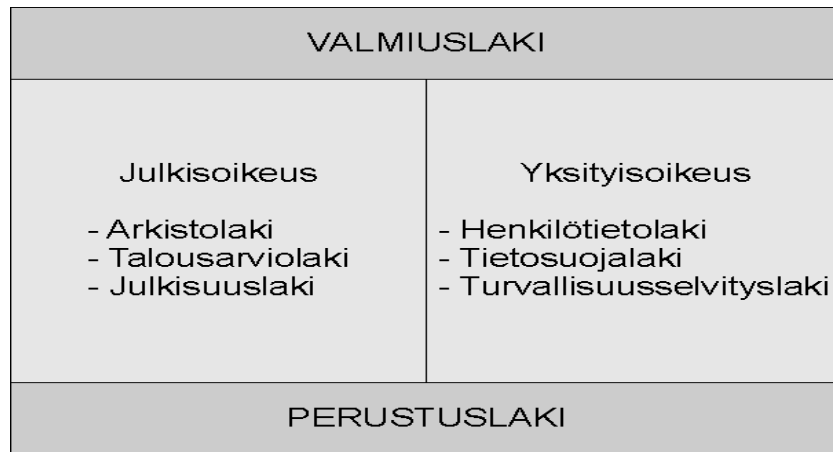 VALMIUSLAKI
Julkisoikeus
- Arkistolaki
- Talousarviolaki
- Julkisuuslaki
Yksityisoikeus
- Henkilötietolaki
- Tietosuojalaki
- Turvallisuusselvityslaki
PERUSTUSLAKI